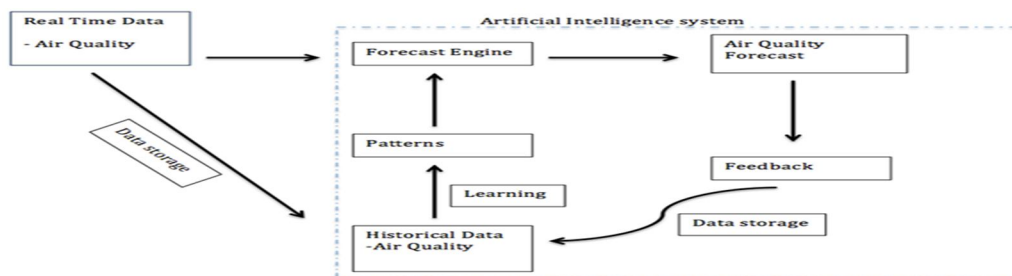 Real Time Data
- Air Quality
Artificial Intelligence system
Forecast Engine
Air Quality
Forecast
Data storage
Patterns
Feedback
Learning
Data storage
Historical Data
-Air Quality